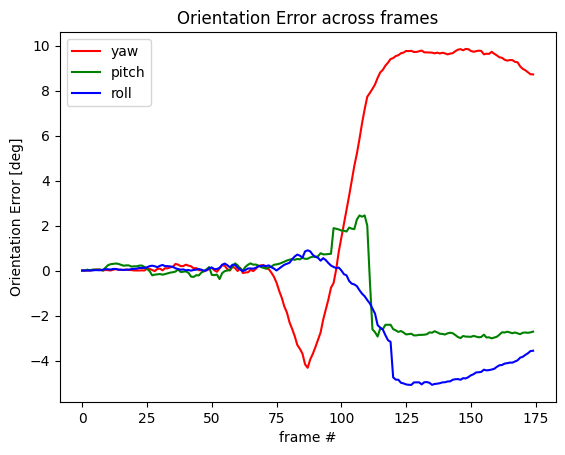 Orientation Error across frames
yaw
pitch
roll
Orientation Error [deg]
10
8
6
4
2
0
−2
−4
0 25 50 75 100 125 150 175
frame #